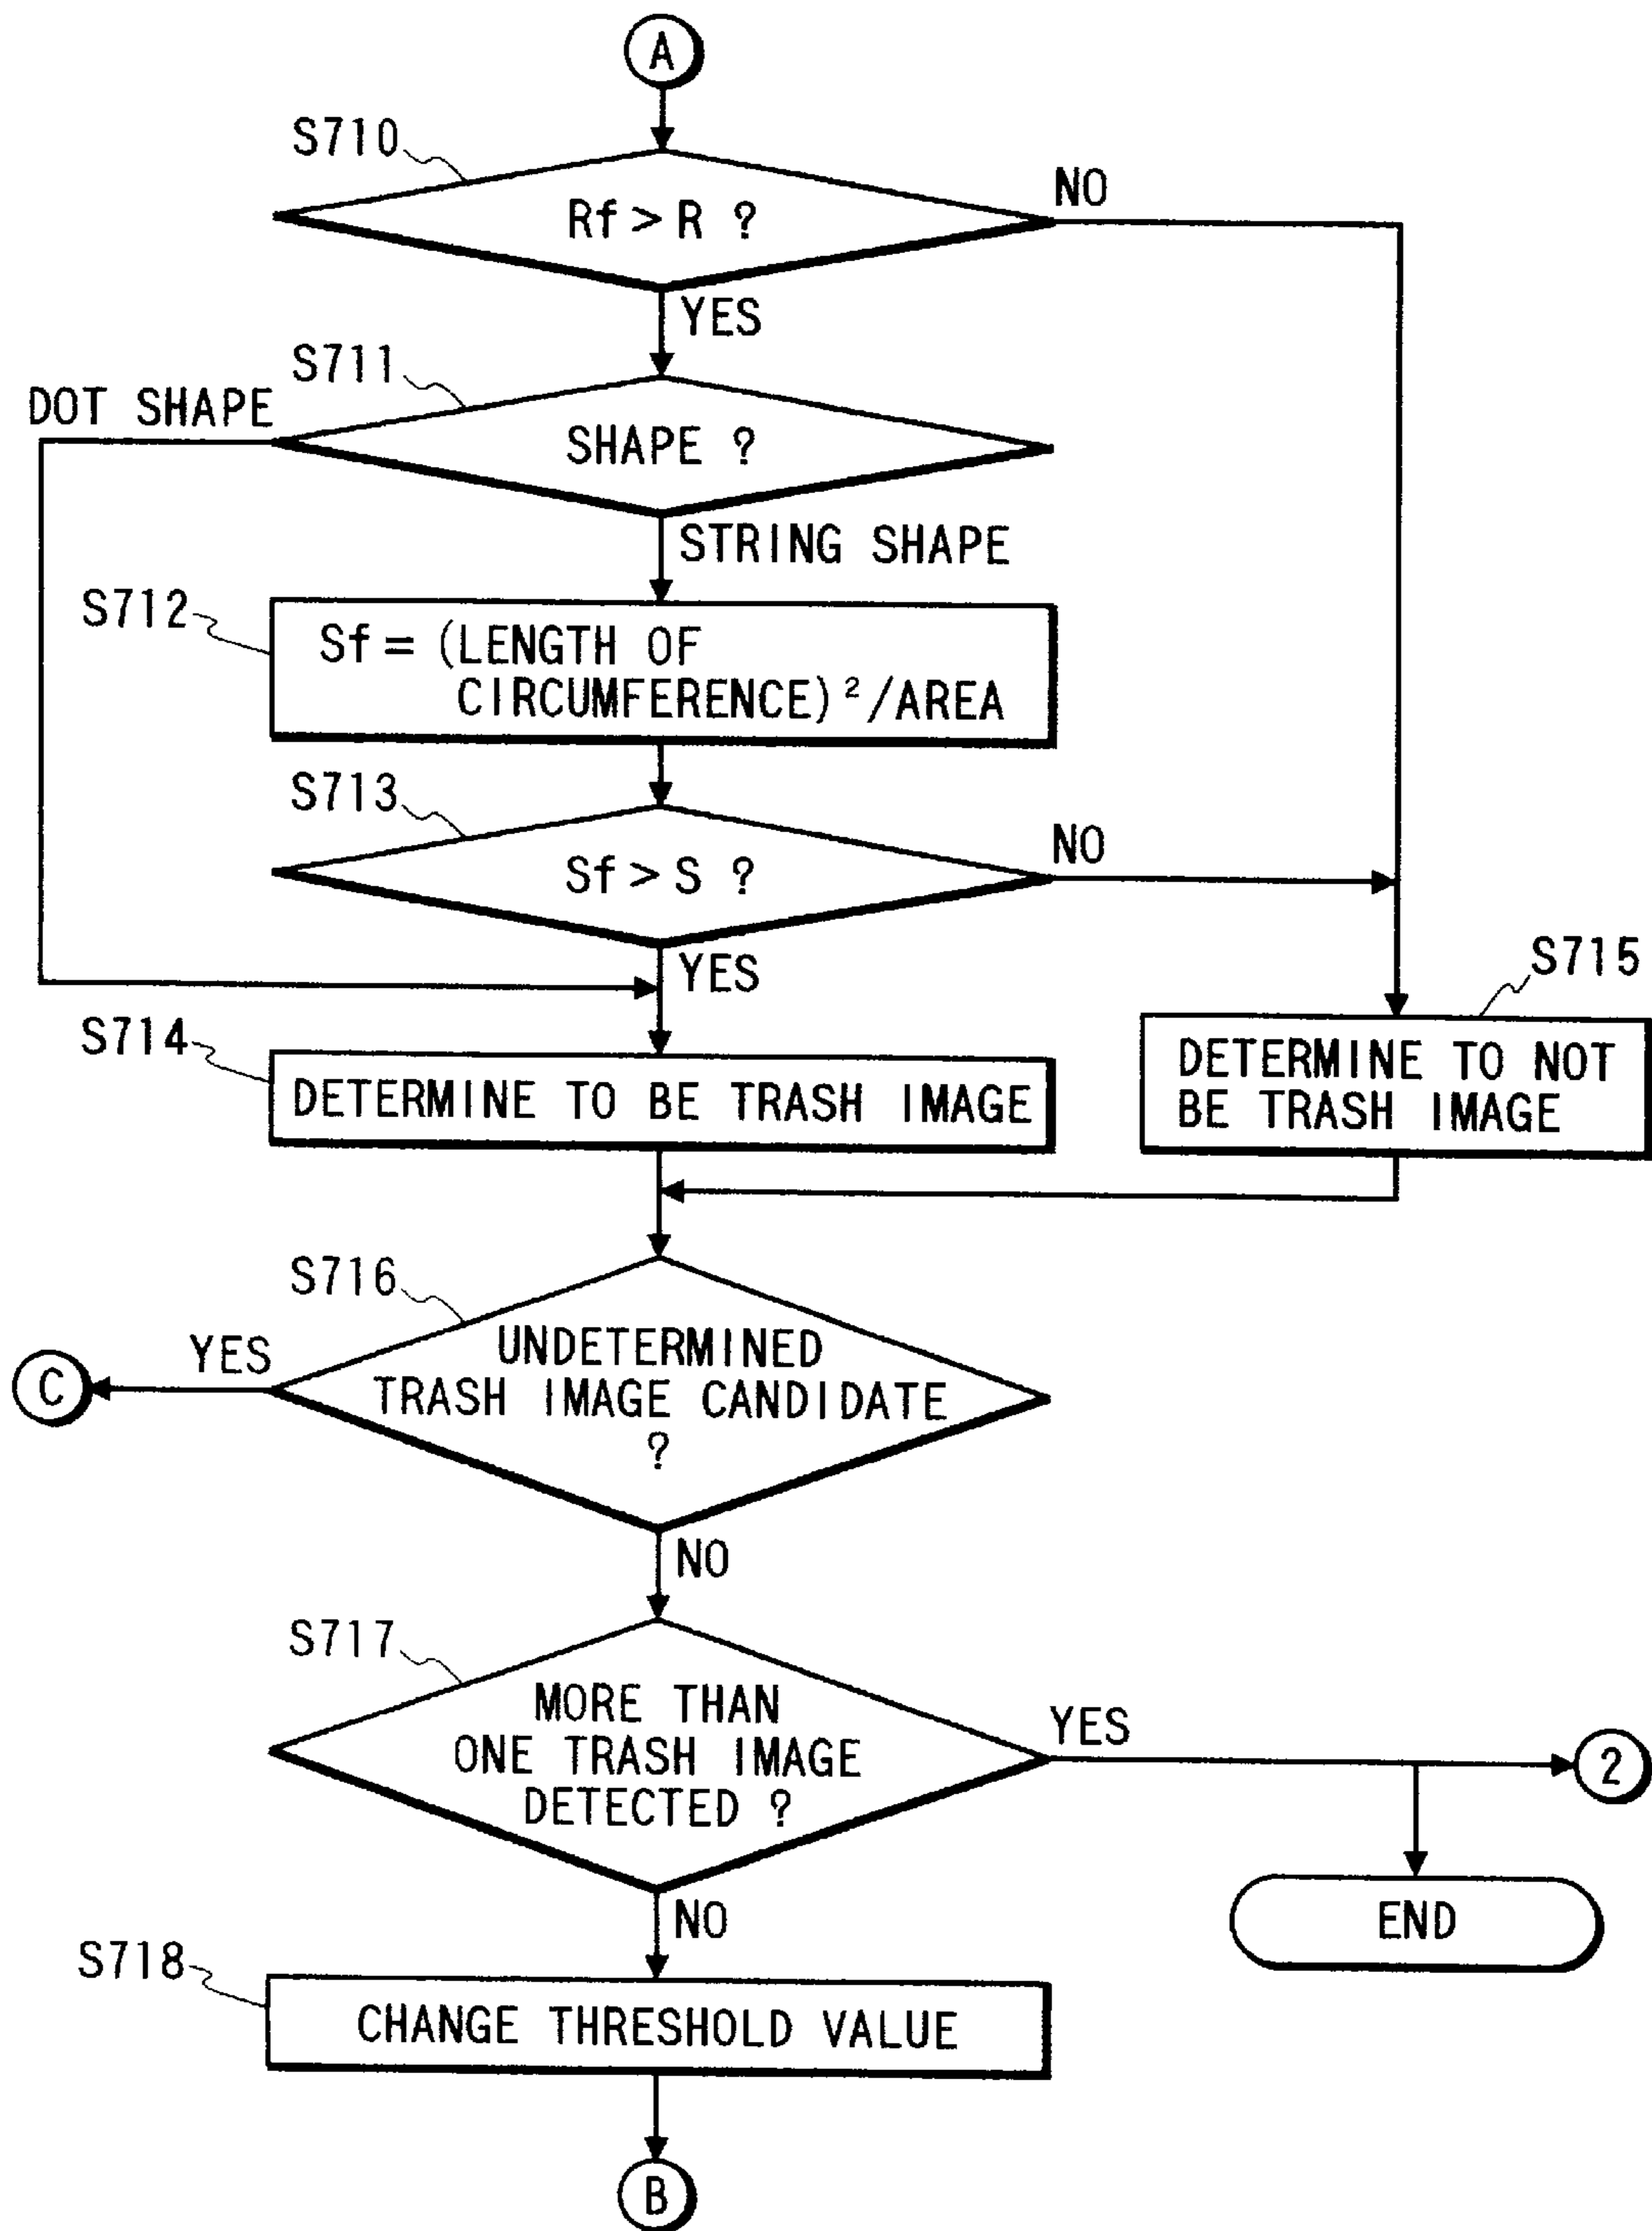 A
S710
NO
Rf > R ?
YES
S711
DOT SHAPE
SHAPE ?
STRING SHAPE
S712
Sf = (LENGTH OF
CIRCUMFERENCE)²/AREA
S713
NO
Sf > S ?
YES
S715
S714
DETERMINE TO BE TRASH IMAGE
DETERMINE TO NOT
BE TRASH IMAGE
S716
YES
UNDETERMINED
TRASH IMAGE CANDIDATE
?
C
NO
S717
MORE THAN
ONE TRASH IMAGE
DETECTED ?
YES
2
END
NO
S718
CHANGE THRESHOLD VALUE
B